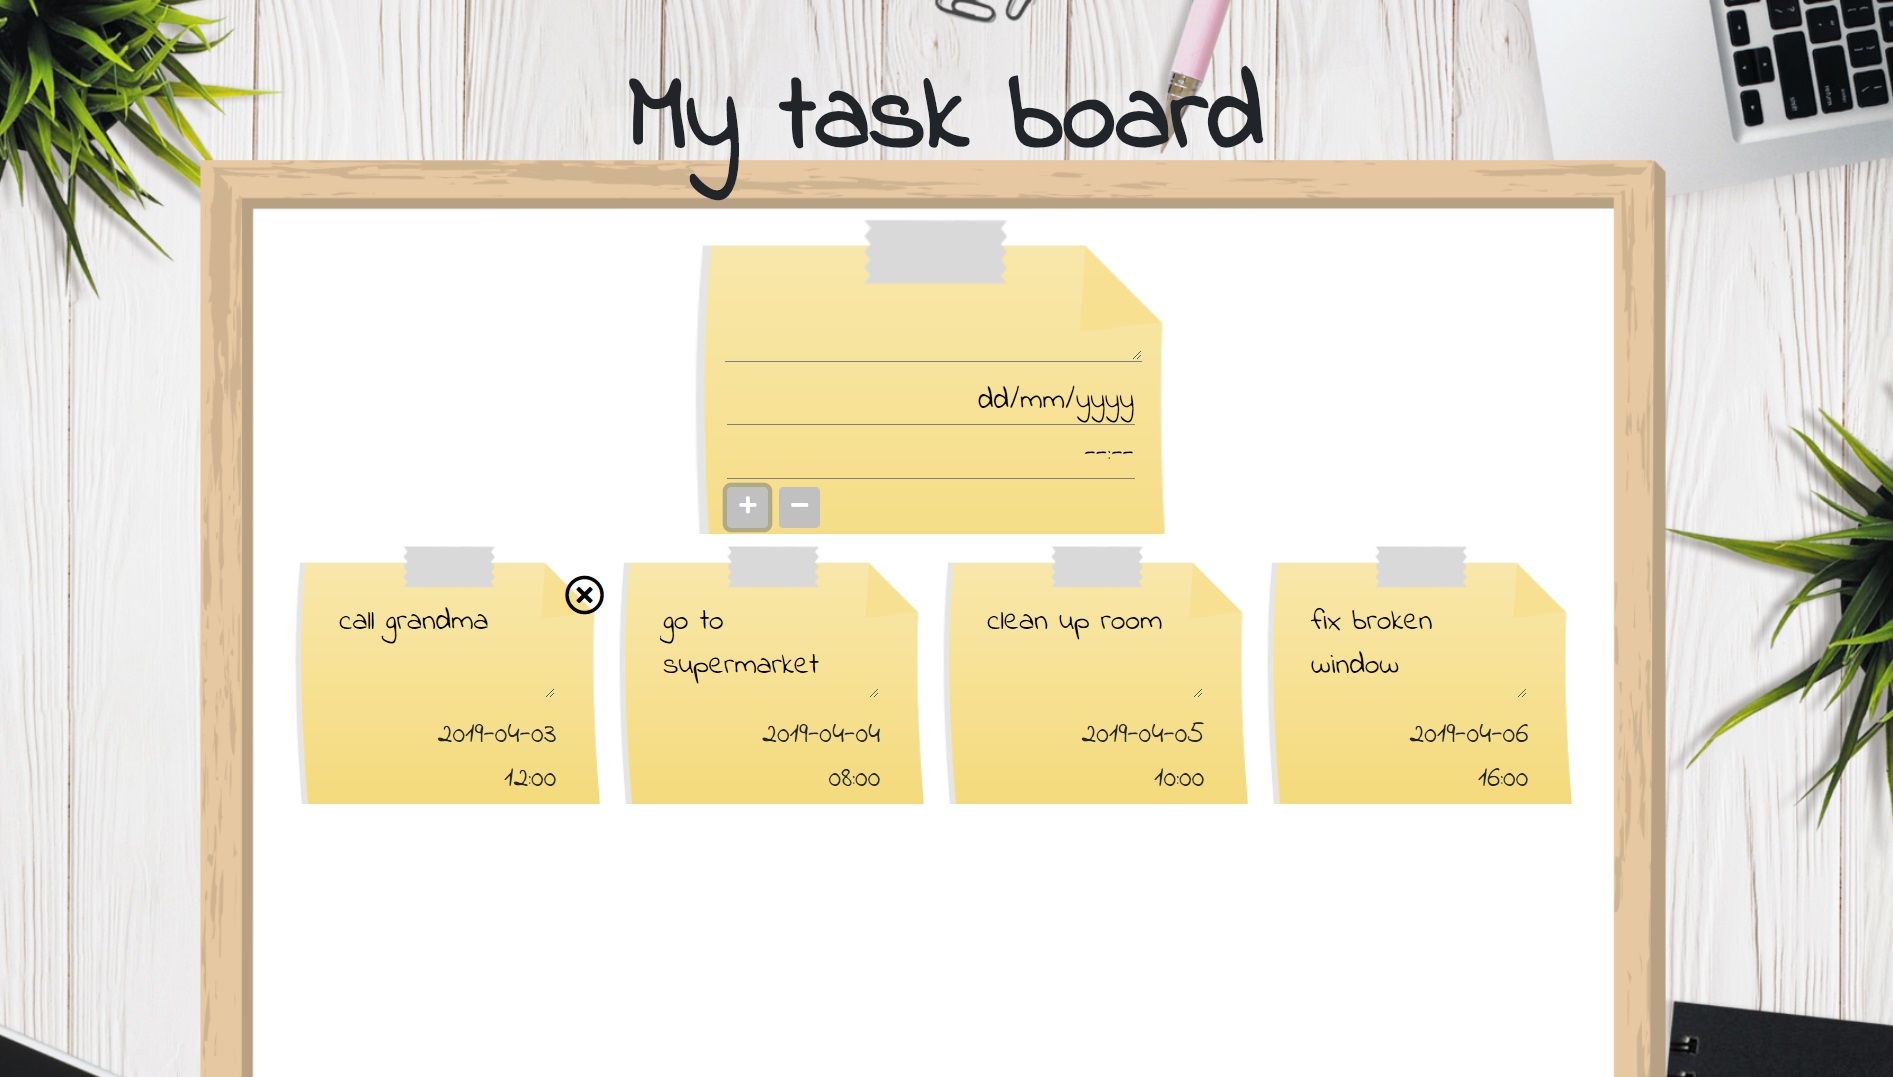 My task board
dd/mm/yyyy
--:--
+ −
call grandma
2019-04-03
12:00
go to
supermarket
2019-04-04
08:00
clean up room
2019-04-05
10:00
fix broken
window
2019-04-06
16:00